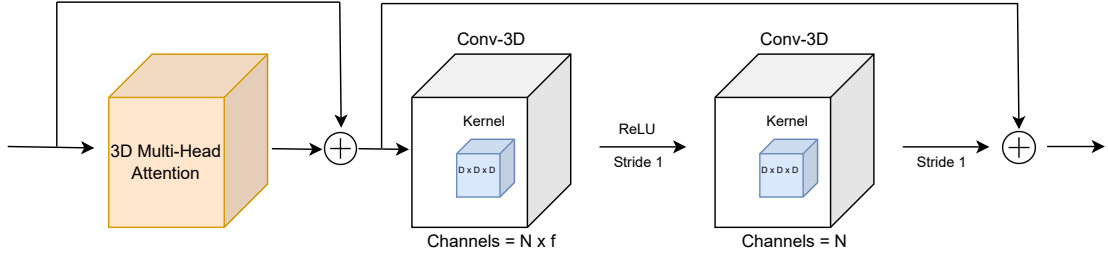 3D Multi-Head
Attention
Conv-3D
Kernel
D x D x D
Channels = N x f
ReLU
Stride 1
Conv-3D
Kernel
D x D x D
Channels = N
Stride 1